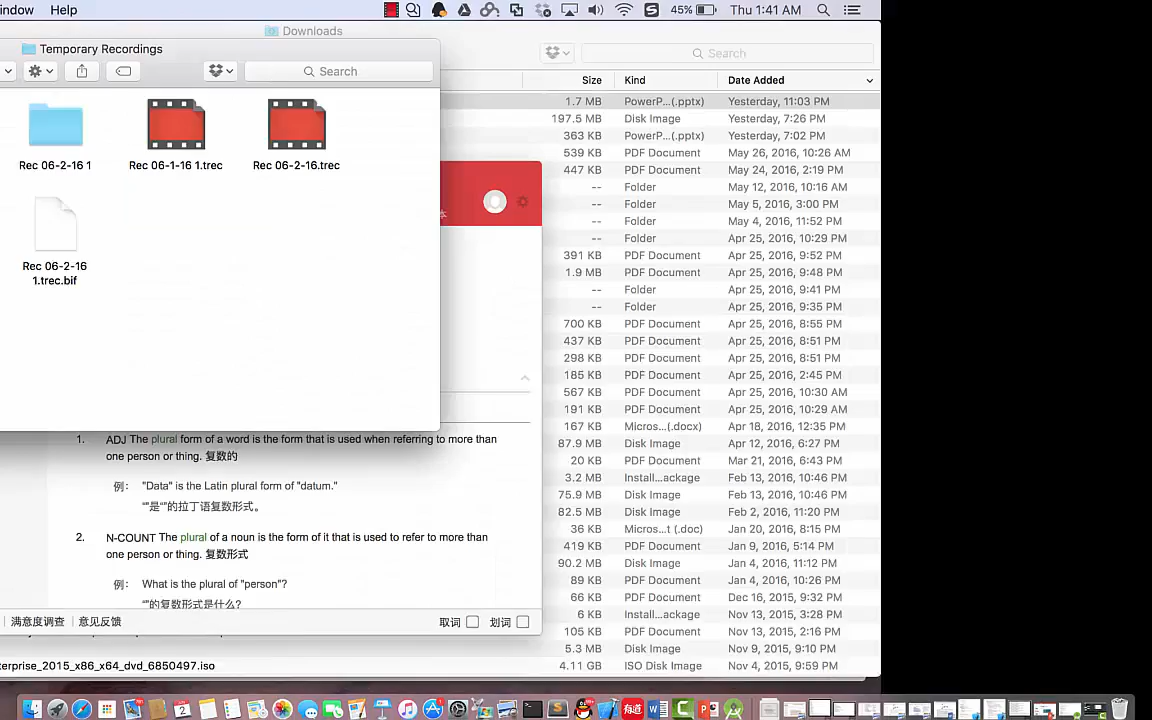 indow Help 45% Thu 1:41 AM
Downloads
Temporary Recordings
Search
Search
Size Kind Date Added
Rec 06-2-16 1 Rec 06-1-16 1.trec Rec 06-2-16.trec
Rec 06-2-16
1.trec.bif
1.7 MB PowerP...(.pptx) Yesterday, 11:03 PM
197.5 MB Disk Image Yesterday, 7:26 PM
363 KB PowerP...(.pptx) Yesterday, 7:02 PM
539 KB PDF Document May 26, 2016, 10:26 AM
447 KB PDF Document May 24, 2016, 2:19 PM
-- Folder May 12, 2016, 10:16 AM
-- Folder May 5, 2016, 3:00 PM
-- Folder May 4, 2016, 11:52 PM
-- Folder Apr 25, 2016, 10:29 PM
391 KB PDF Document Apr 25, 2016, 9:52 PM
1.9 MB PDF Document Apr 25, 2016, 9:48 PM
-- Folder Apr 25, 2016, 9:41 PM
-- Folder Apr 25, 2016, 9:35 PM
700 KB PDF Document Apr 25, 2016, 8:55 PM
437 KB PDF Document Apr 25, 2016, 8:51 PM
298 KB PDF Document Apr 25, 2016, 8:51 PM
185 KB PDF Document Apr 25, 2016, 2:45 PM
567 KB PDF Document Apr 25, 2016, 10:30 AM
191 KB PDF Document Apr 25, 2016, 10:29 AM
167 KB Micros...(.docx) Apr 18, 2016, 12:35 PM
87.9 MB Disk Image Apr 12, 2016, 6:27 PM
20 KB PDF Document Mar 21, 2016, 6:43 PM
3.2 MB Install...ackage Feb 13, 2016, 10:46 PM
75.9 MB Disk Image Feb 13, 2016, 10:46 PM
82.5 MB Disk Image Feb 2, 2016, 11:20 PM
36 KB Micros...t (.doc) Jan 20, 2016, 8:15 PM
419 KB PDF Document Jan 9, 2016, 5:14 PM
90.2 MB Disk Image Jan 4, 2016, 11:12 PM
89 KB PDF Document Jan 4, 2016, 10:26 PM
66 KB PDF Document Dec 16, 2015, 9:32 PM
6 KB Install...ackage Nov 13, 2015, 3:28 PM
105 KB PDF Document Nov 13, 2015, 2:16 PM
5.3 MB Disk Image Nov 9, 2015, 9:10 PM
4.11 GB ISO Disk Image Nov 4, 2015, 9:59 PM
1. ADJ The plural form of a word is the form that is used when referring to more than
one person or thing. 复数的
例: "Data" is the Latin plural form of "datum."
“”是“”的拉丁语复数形式。
2. N-COUNT The plural of a noun is the form of it that is used to refer to more than
one person or thing. 复数形式
例: What is the plural of "person"?
“”的复数形式是什么?
满意度调查 意见反馈 取词 划词
terprise_2015_x86_x64_dvd_6850497.iso
2 有道